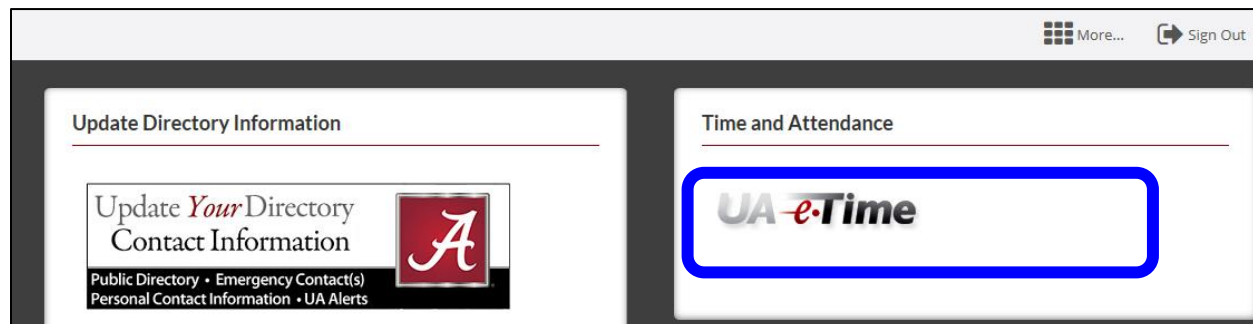 More... Sign Out
Update Directory Information
Update Your Directory
Contact Information
A
Public Directory • Emergency Contact(s)
Personal Contact Information • UA Alerts
Time and Attendance
UA e•Time